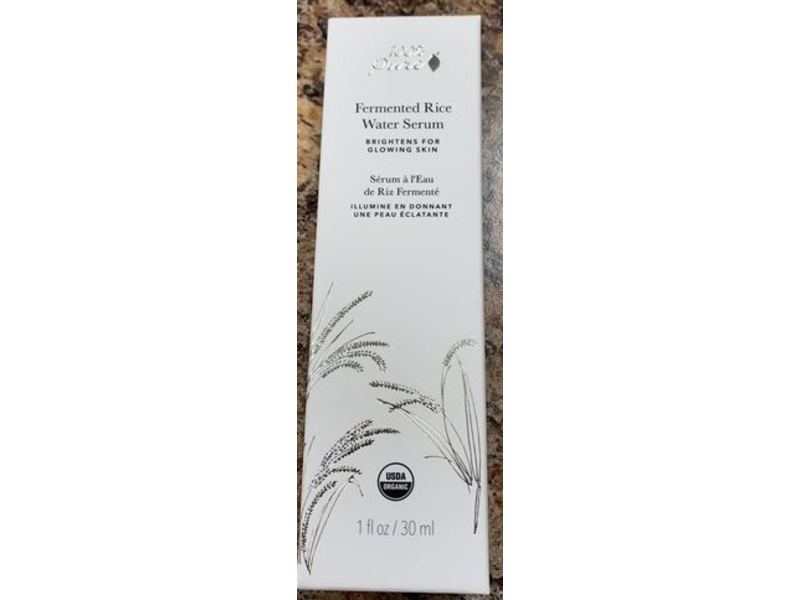 100%
pure
Fermented Rice
Water Serum
BRIGHTENS FOR
GLOWING SKIN
Sérum à l'Eau
de Riz Fermenté
ILLUMINE EN DONNANT
UNE PEAU ÉCLATANTE
USDA
ORGANIC
1 fl oz / 30 ml